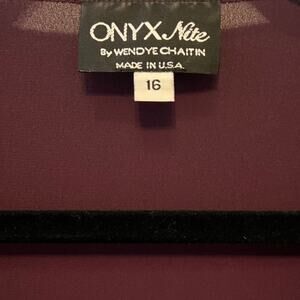 ONYX Nite
By WENDYE CHAITIN
MADE IN U.S.A.
16